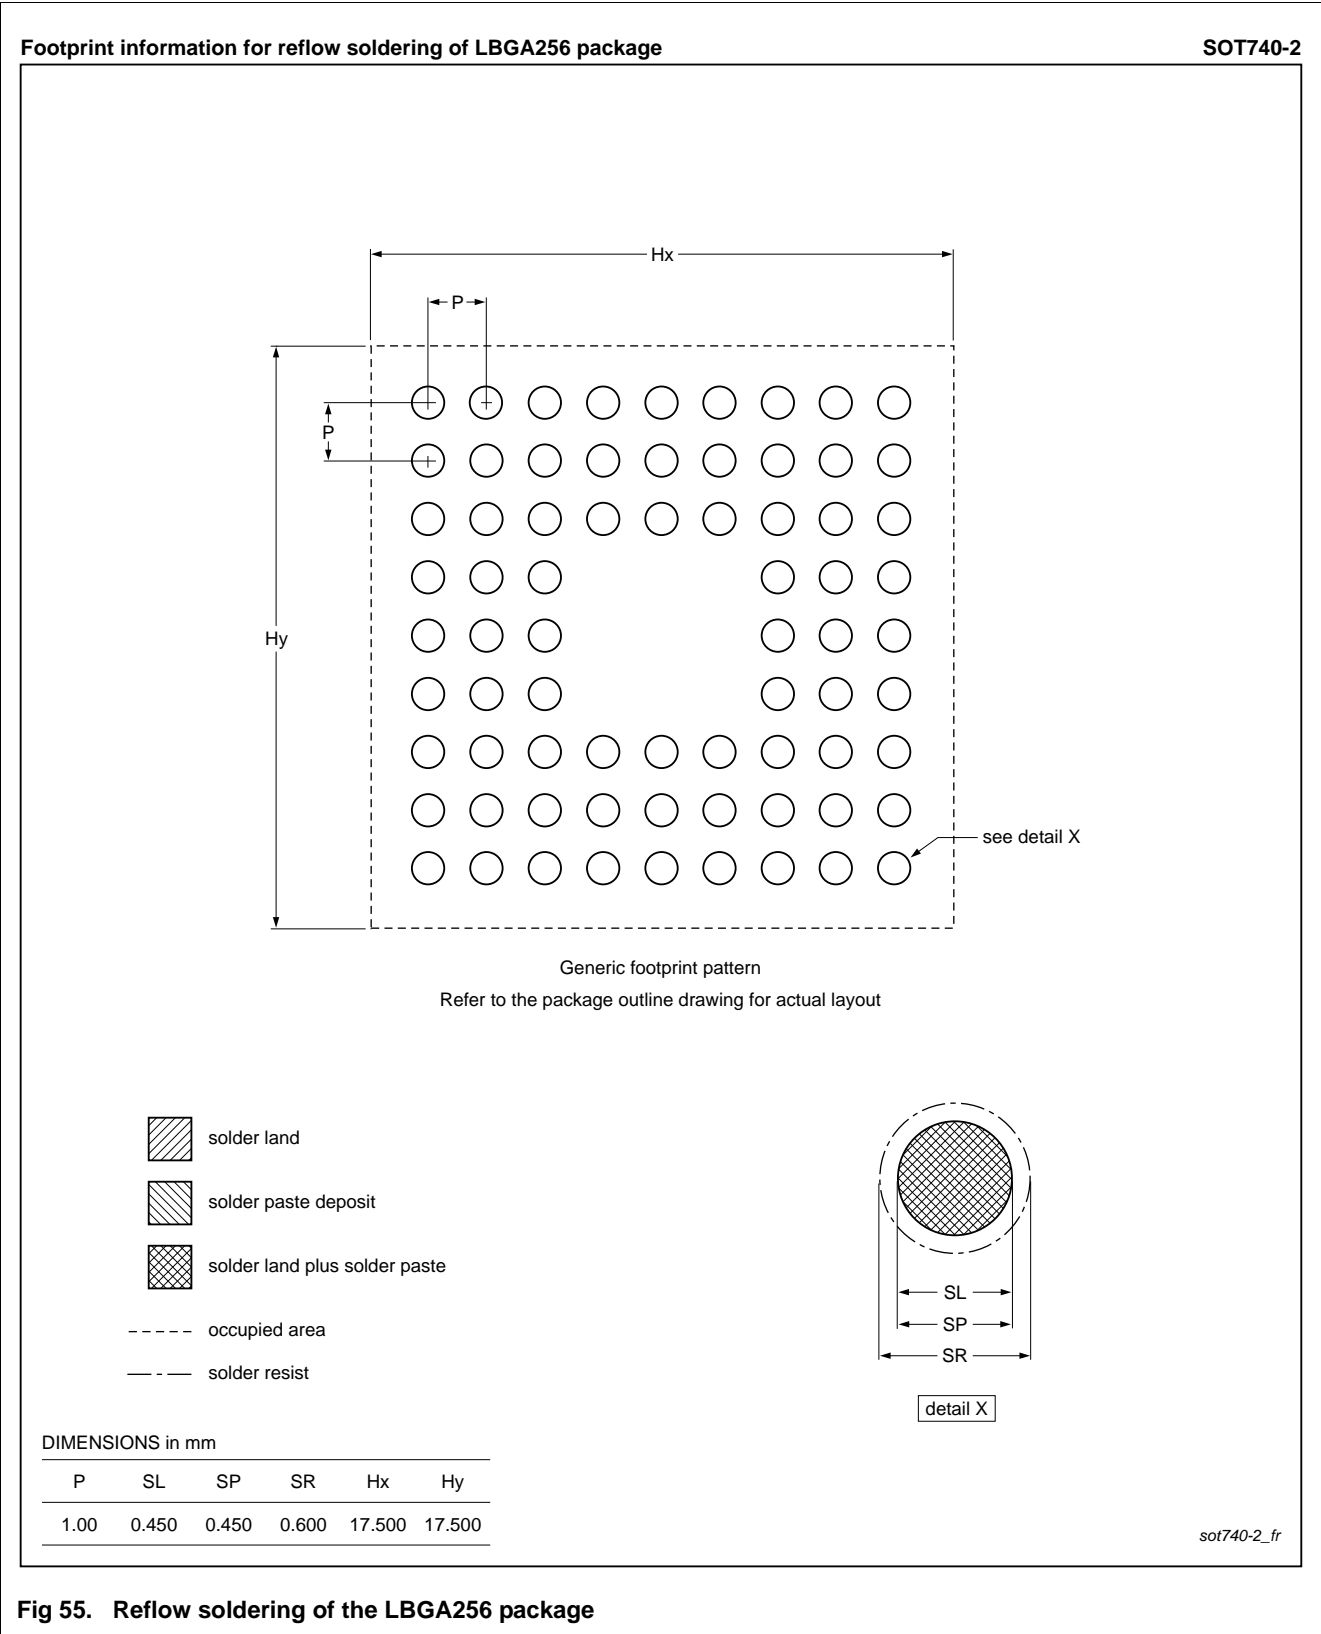 Footprint information for reflow soldering of LBGA256 package SOT740-2
Hx
P
P
Hy
see detail X
Generic footprint pattern
Refer to the package outline drawing for actual layout
solder land
solder paste deposit
solder land plus solder paste
occupied area
solder resist
SL
SP
SR
detail X
DIMENSIONS in mm
P SL SP SR Hx Hy
1.00 0.450 0.450 0.600 17.500 17.500
sot740-2_fr
Fig 55. Reflow soldering of the LBGA256 package